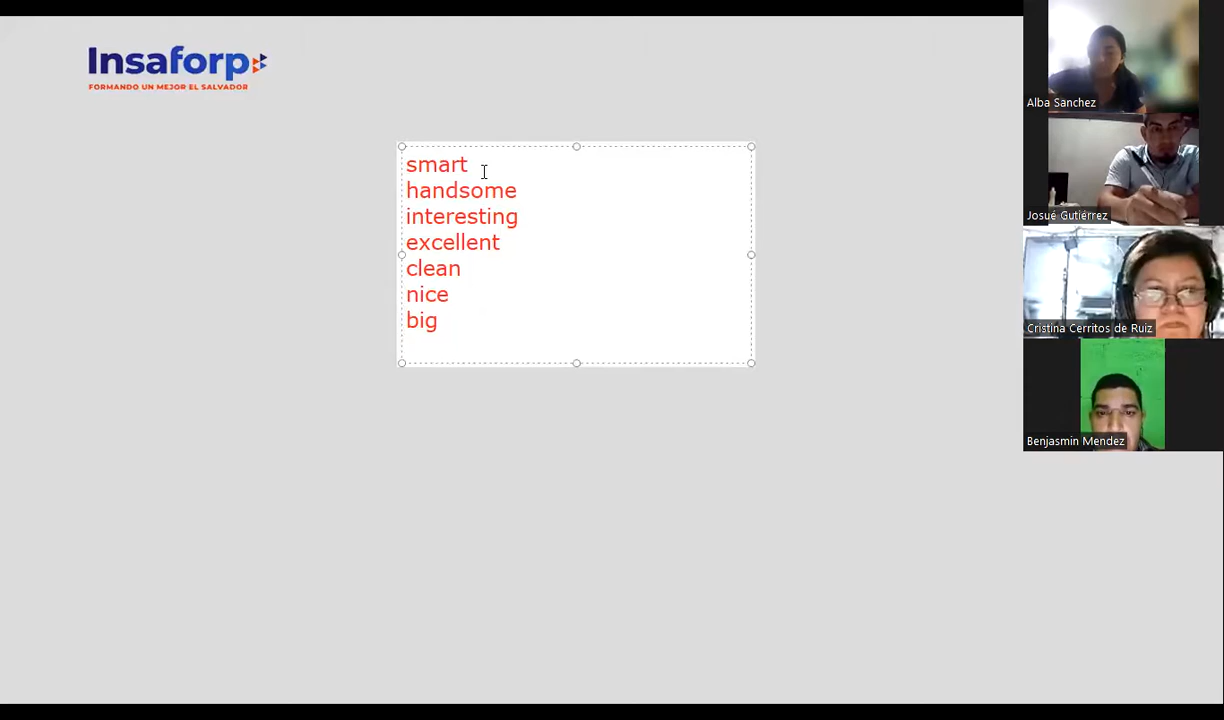 Insaforp
FORMANDO UN MEJOR EL SALVADOR
smart
handsome
interesting
excellent
clean
nice
big
Alba Sanchez
Josué Gutiérrez
Cristina Cerritos de Ruiz
Benjasmin Mendez